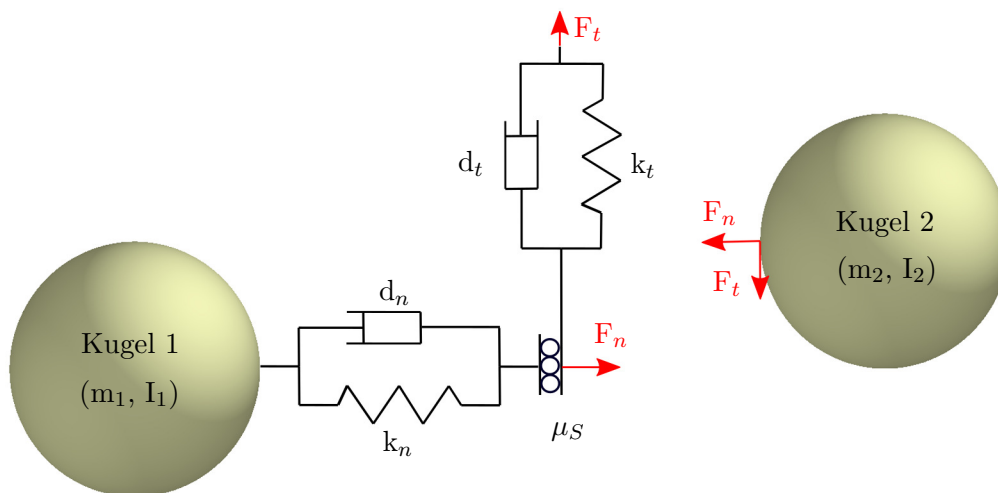 F_t
d_t
k_t
F_n
Kugel 2
(m_2, I_2)
F_t
d_n
Kugel 1
(m_1, I_1)
F_n
k_n
μ_S